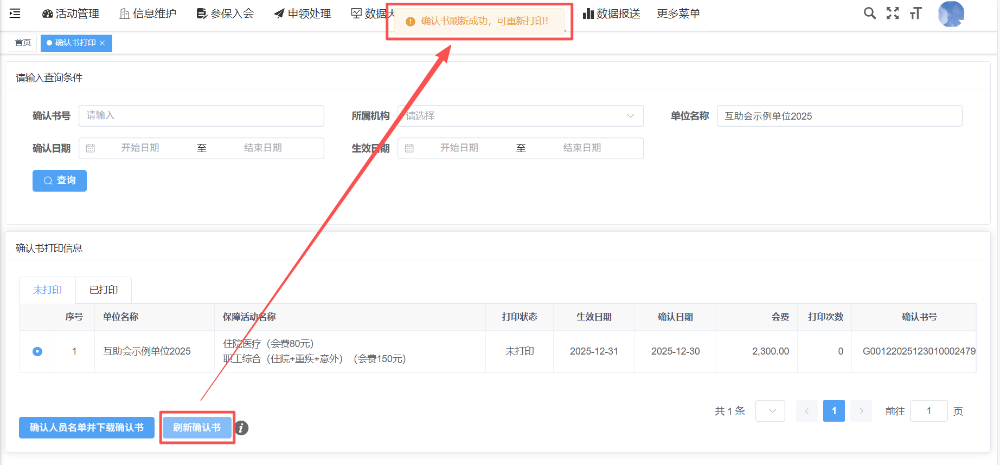 活动管理 信息维护 参保入会 申领处理 数据大 数据报送 更多菜单
确认书刷新成功，可重新打印！
首页 确认书打印
请输入查询条件
确认书号 请输入 所属机构 请选择 单位名称 互助会示例单位2025
确认日期 开始日期 至 结束日期 生效日期 开始日期 至 结束日期
查询
确认书打印信息
未打印 已打印
序号 单位名称 保障活动名称 打印状态 生效日期 确认日期 会费 打印次数 确认书号
1 互助会示例单位2025 住院医疗（会费80元） 未打印 2025-12-31 2025-12-30 2,300.00 0 G00122025123010002479
职工综合（住院+重疾+意外）（会费150元）
共 1 条 1 前往 1 页
确认人员名单并下载确认书 刷新确认书